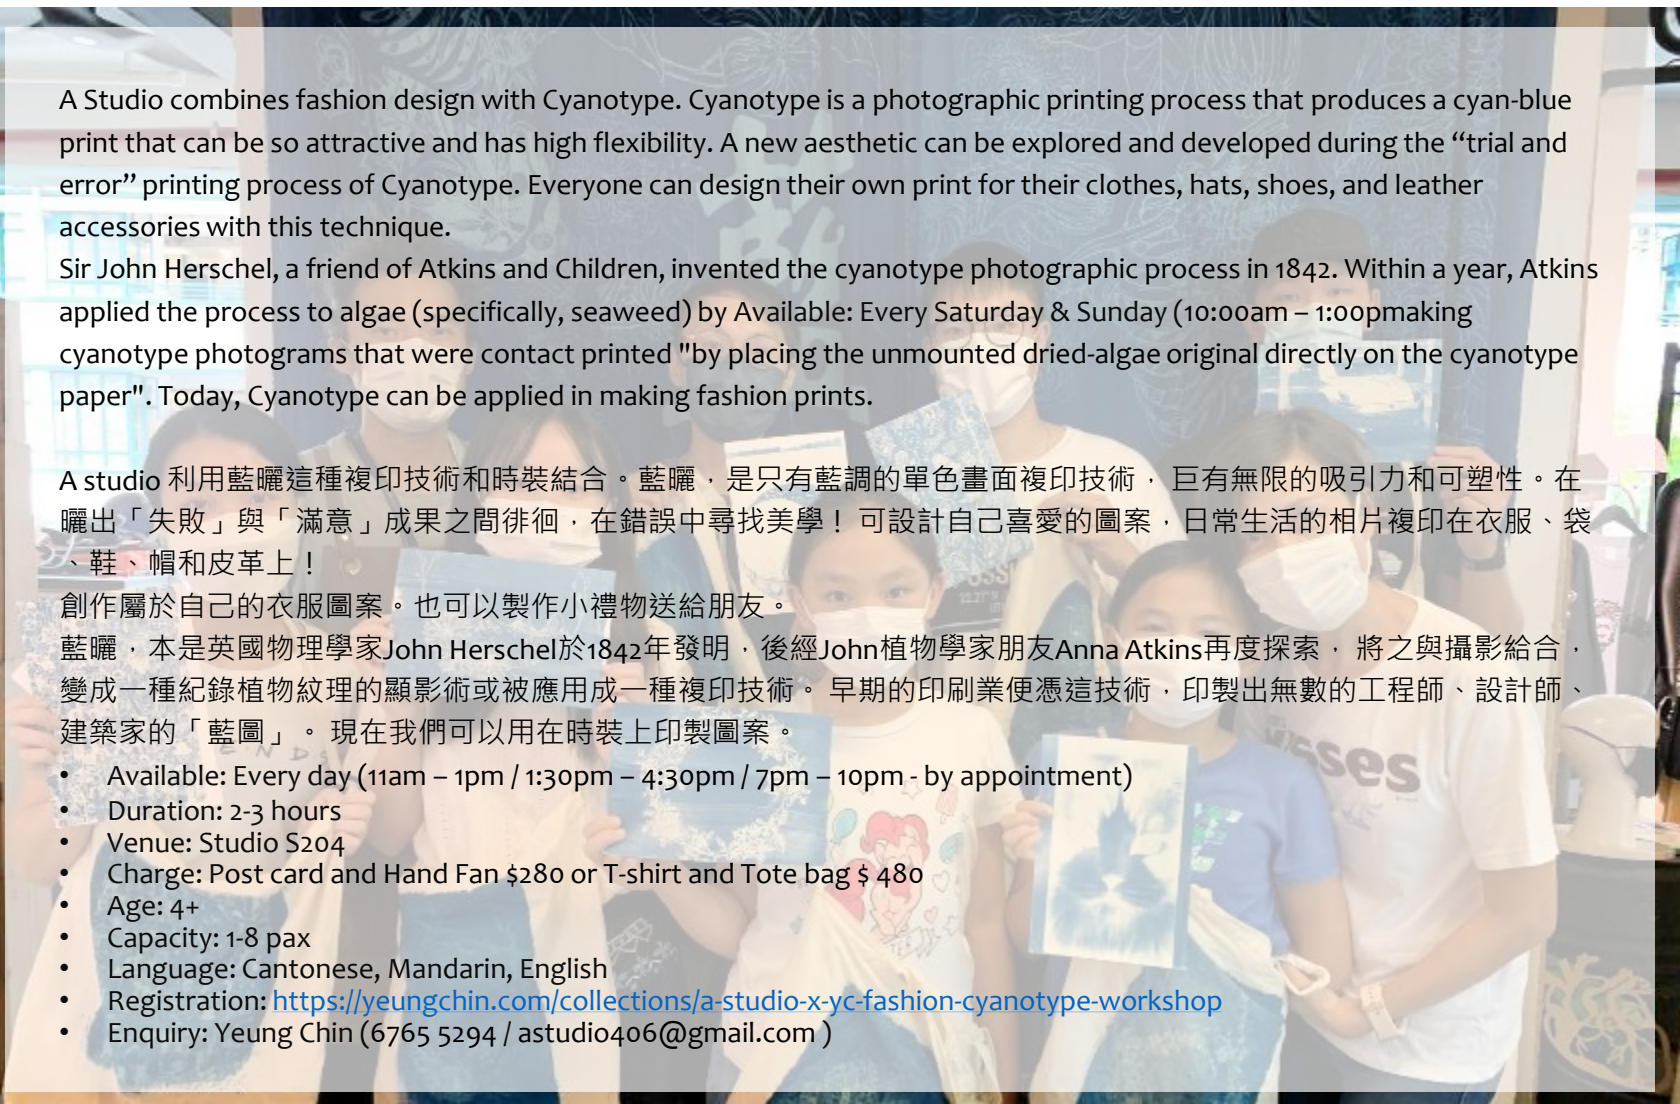 A Studio combines fashion design with Cyanotype. Cyanotype is a photographic printing process that produces a cyan-blue
print that can be so attractive and has high flexibility. A new aesthetic can be explored and developed during the “trial and
error” printing process of Cyanotype. Everyone can design their own print for their clothes, hats, shoes, and leather
accessories with this technique.
Sir John Herschel, a friend of Atkins and Children, invented the cyanotype photographic process in 1842. Within a year, Atkins
applied the process to algae (specifically, seaweed) by Available: Every Saturday & Sunday (10:00am – 1:00pmaking
cyanotype photograms that were contact printed "by placing the unmounted dried-algae original directly on the cyanotype
paper". Today, Cyanotype can be applied in making fashion prints.
A studio 利用藍曬這種複印技術和時裝結合。藍曬，是只有藍調的單色畫面複印技術， 巨有無限的吸引力和可塑性。在
曬出「失敗」與「滿意」成果之間徘徊，在錯誤中尋找美學！ 可設計自己喜愛的圖案，日常生活的相片複印在衣服、袋
、鞋、帽和皮革上！
創作屬於自己的衣服圖案。也可以製作小禮物送給朋友。
藍曬，本是英國物理學家John Herschel於1842年發明，後經John植物學家朋友Anna Atkins再度探索， 將之與攝影給合，
變成一種紀錄植物紋理的顯影術或被應用成一種複印技術。 早期的印刷業便憑這技術，印製出無數的工程師、設計師、
建築家的「藍圖」。 現在我們可以用在時裝上印製圖案。
• Available: Every day (11am – 1pm / 1:30pm – 4:30pm / 7pm – 10pm - by appointment)
• Duration: 2-3 hours
• Venue: Studio S204
• Charge: Post card and Hand Fan $280 or T-shirt and Tote bag $ 480
• Age: 4+
• Capacity: 1-8 pax
• Language: Cantonese, Mandarin, English
• Registration: https://yeungchin.com/collections/a-studio-x-yc-fashion-cyanotype-workshop
• Enquiry: Yeung Chin (6765 5294 / astudio406@gmail.com )